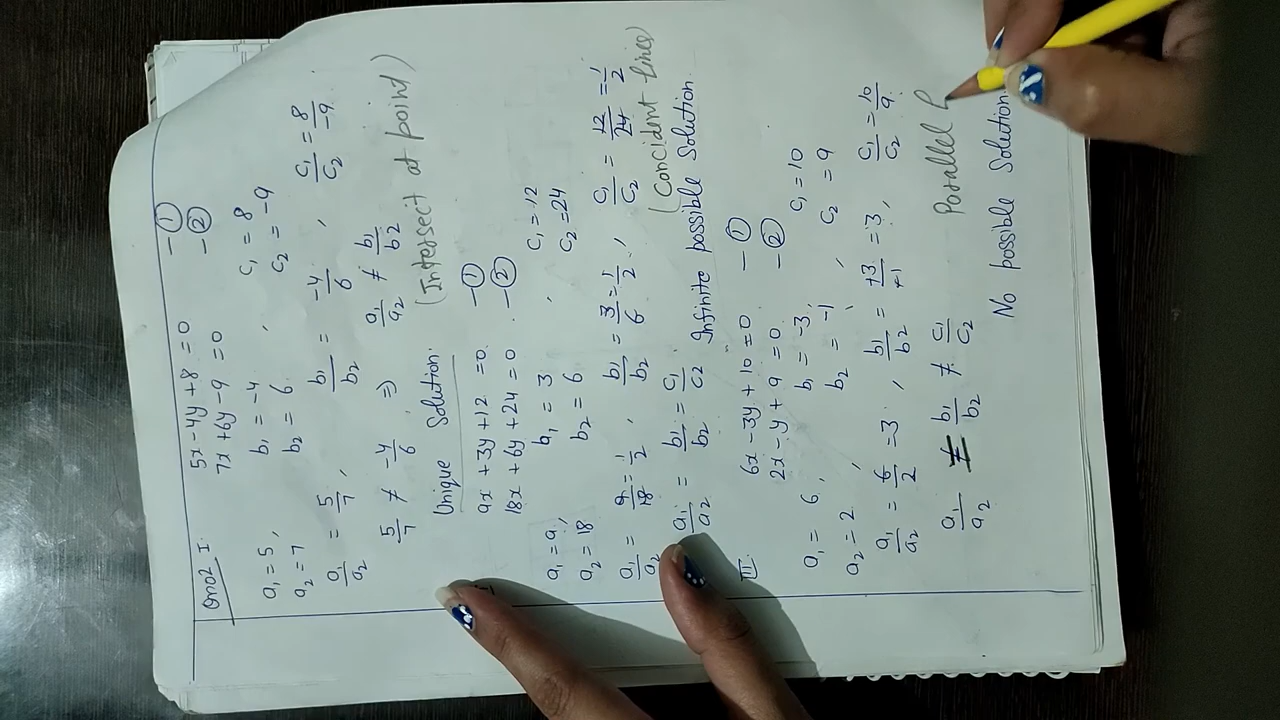 Qno2 I.
5x - 4y + 8 = 0 - ①
7x + 6y - 9 = 0 - ②
a₁ = 5, b₁ = -4, c₁ = 8
a₂ = 7 b₂ = 6 c₂ = -9
a₁/a₂ = 5/7, b₁/b₂ = -4/6, c₁/c₂ = 8/-9
5/7 ≠ -4/6 ⇒ a₁/a₂ ≠ b₁/b₂
Unique Solution. (Intersect at point)
9x + 3y + 12 = 0. - ①
18x + 6y + 24 = 0. - ②
a₁ = 9, b₁ = 3, c₁ = 12
a₂ = 18 b₂ = 6 c₂ = 24
a₁/a₂ = 9/18 = 1/2, b₁/b₂ = 3/6 = 1/2, c₁/c₂ = 12/24 = 1/2
a₁/a₂ = b₁/b₂ = c₁/c₂ (Concident lines)
Infinite possible Solution.
III. 6x - 3y + 10 = 0 - ①
2x - y + 9 = 0. - ②
a₁ = 6, b₁ = -3, c₁ = 10
a₂ = 2, b₂ = -1, c₂ = 9
a₁/a₂ = 6/2 = 3, b₁/b₂ = +3/+1 = 3, c₁/c₂ = 10/9
a₁/a₂ ≠ b₁/b₂ ≠ c₁/c₂ Parallel
No possible Solution.